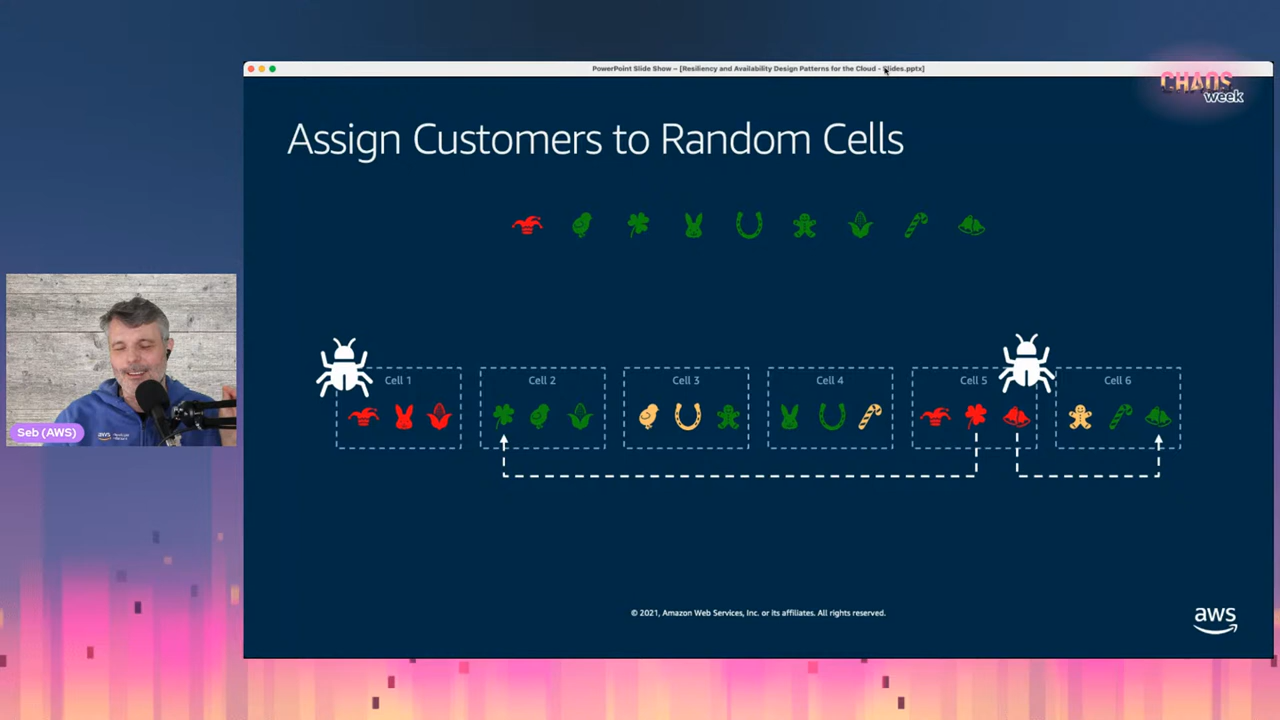 PowerPoint Slide Show – [Resiliency and Availability Design Patterns for the Cloud - Slides.pptx]
CHAOS
week
Assign Customers to Random Cells
Cell 1
Cell 2
Cell 3
Cell 4
Cell 5
Cell 6
Seb (AWS)
aws
© 2021, Amazon Web Services, Inc. or its affiliates. All rights reserved.
aws